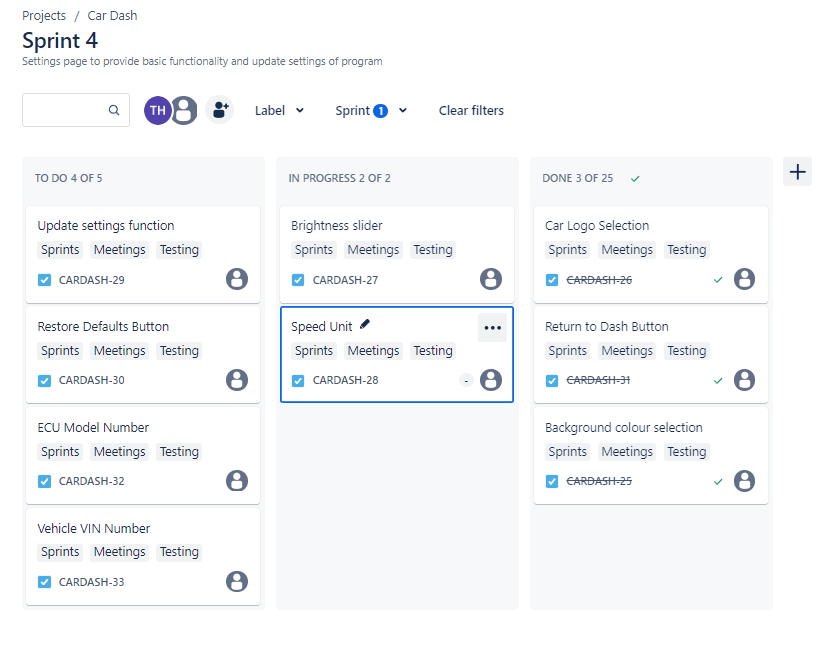 Projects / Car Dash
Sprint 4
Settings page to provide basic functionality and update settings of program
TH
Label
Sprint 1
Clear filters
TO DO 4 OF 5
Update settings function
Sprints Meetings Testing
CARDASH-29
Restore Defaults Button
Sprints Meetings Testing
CARDASH-30
ECU Model Number
Sprints Meetings Testing
CARDASH-32
Vehicle VIN Number
Sprints Meetings Testing
CARDASH-33
IN PROGRESS 2 OF 2
Brightness slider
Sprints Meetings Testing
CARDASH-27
Speed Unit
Sprints Meetings Testing
CARDASH-28 -
DONE 3 OF 25
Car Logo Selection
Sprints Meetings Testing
CARDASH-26
Return to Dash Button
Sprints Meetings Testing
CARDASH-31
Background colour selection
Sprints Meetings Testing
CARDASH-25